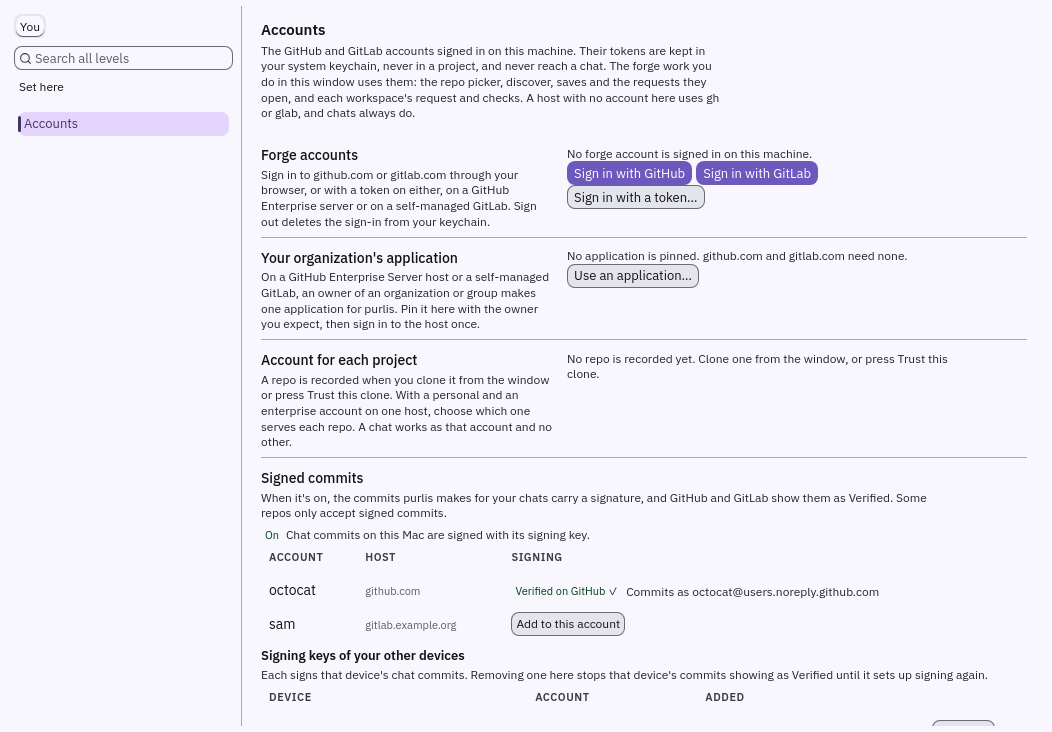 You
Search all levels
Set here
Accounts
Accounts
The GitHub and GitLab accounts signed in on this machine. Their tokens are kept in
your system keychain, never in a project, and never reach a chat. The forge work you
do in this window uses them: the repo picker, discover, saves and the requests they
open, and each workspace's request and checks. A host with no account here uses gh
or glab, and chats always do.
Forge accounts
Sign in to github.com or gitlab.com through your
browser, or with a token on either, on a GitHub
Enterprise server or on a self-managed GitLab. Sign
out deletes the sign-in from your keychain.
No forge account is signed in on this machine.
Sign in with GitHub
Sign in with GitLab
Sign in with a token...
Your organization's application
On a GitHub Enterprise Server host or a self-managed
GitLab, an owner of an organization or group makes
one application for purlis. Pin it here with the owner
you expect, then sign in to the host once.
No application is pinned. github.com and gitlab.com need none.
Use an application...
Account for each project
A repo is recorded when you clone it from the window
or press Trust this clone. With a personal and an
enterprise account on one host, choose which one
serves each repo. A chat works as that account and no
other.
No repo is recorded yet. Clone one from the window, or press Trust this
clone.
Signed commits
When it's on, the commits purlis makes for your chats carry a signature, and GitHub and GitLab show them as Verified. Some
repos only accept signed commits.
On Chat commits on this Mac are signed with its signing key.
ACCOUNT HOST SIGNING
octocat github.com Verified on GitHub ✓ Commits as octocat@users.noreply.github.com
sam gitlab.example.org Add to this account
Signing keys of your other devices
Each signs that device's chat commits. Removing one here stops that device's commits showing as Verified until it sets up signing again.
DEVICE ACCOUNT ADDED